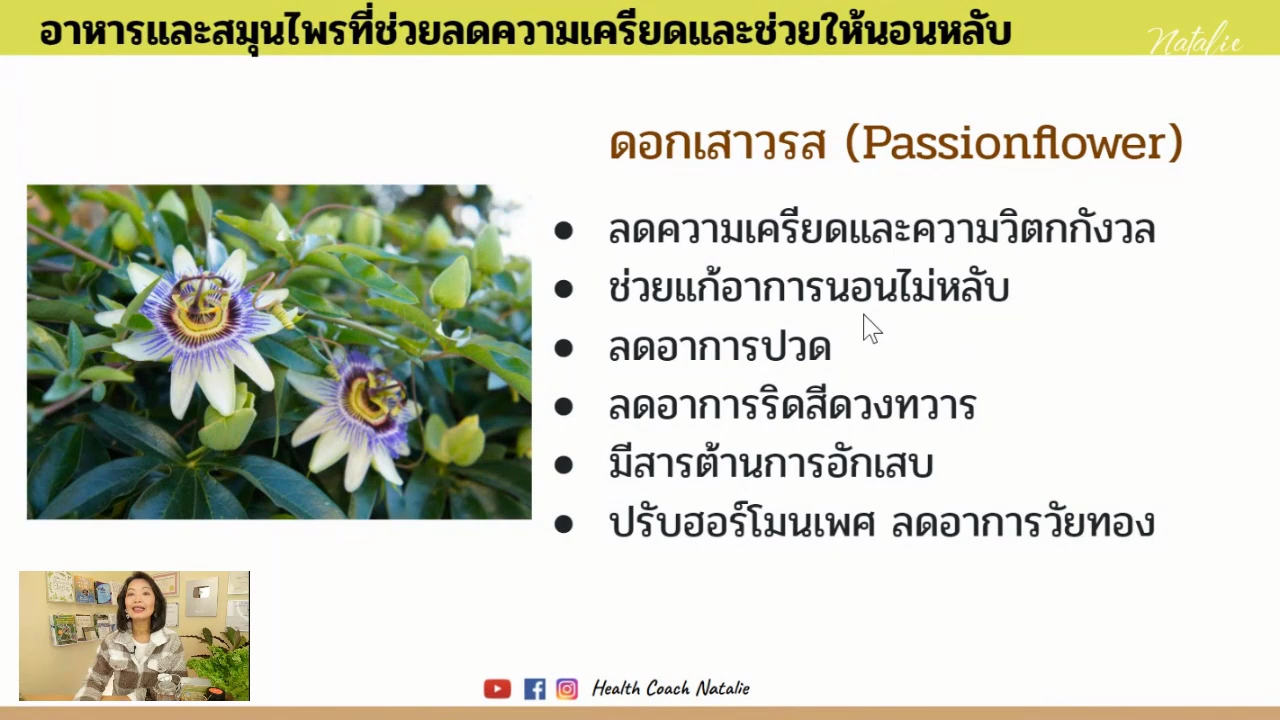 อาหารและสมุนไพรที่ช่วยลดความเครียดและช่วยให้นอนหลับ
Natalie
ดอกเสาวรส (Passionflower)
● ลดความเครียดและความวิตกกังวล
● ช่วยแก้อาการนอนไม่หลับ
● ลดอาการปวด
● ลดอาการริดสีดวงทวาร
● มีสารต้านการอักเสบ
● ปรับฮอร์โมนเพศ ลดอาการวัยทอง
Health Coach Natalie